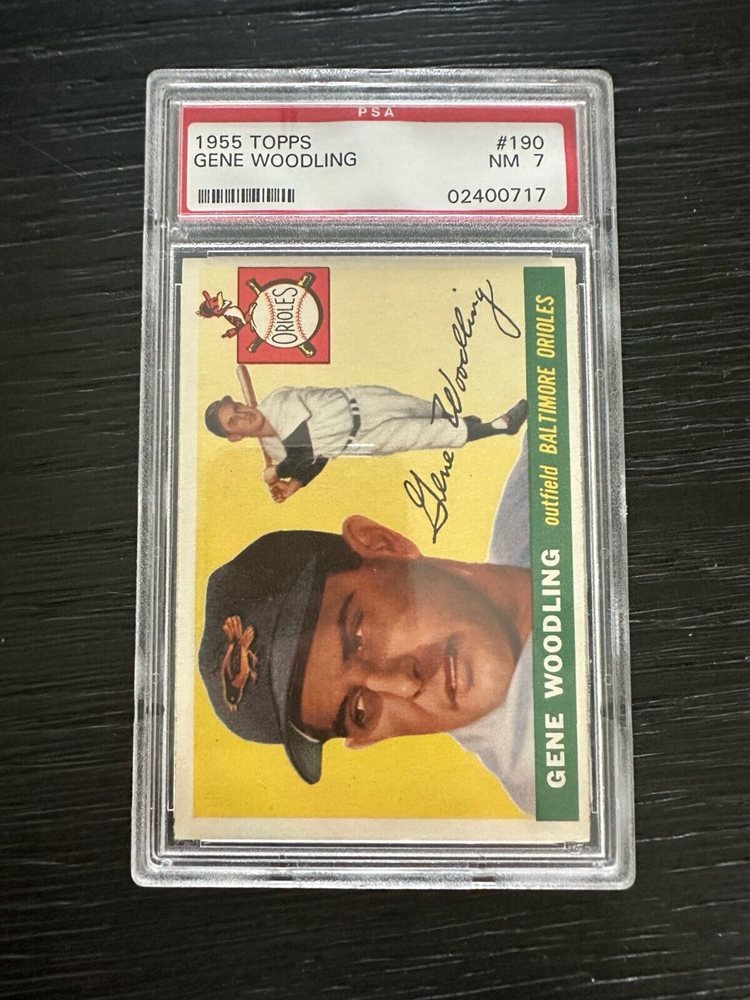 PSA
1955 TOPPS #190
GENE WOODLING NM 7
02400717
ORIOLES
Gene Woodling
GENE WOODLING outfield BALTIMORE ORIOLES